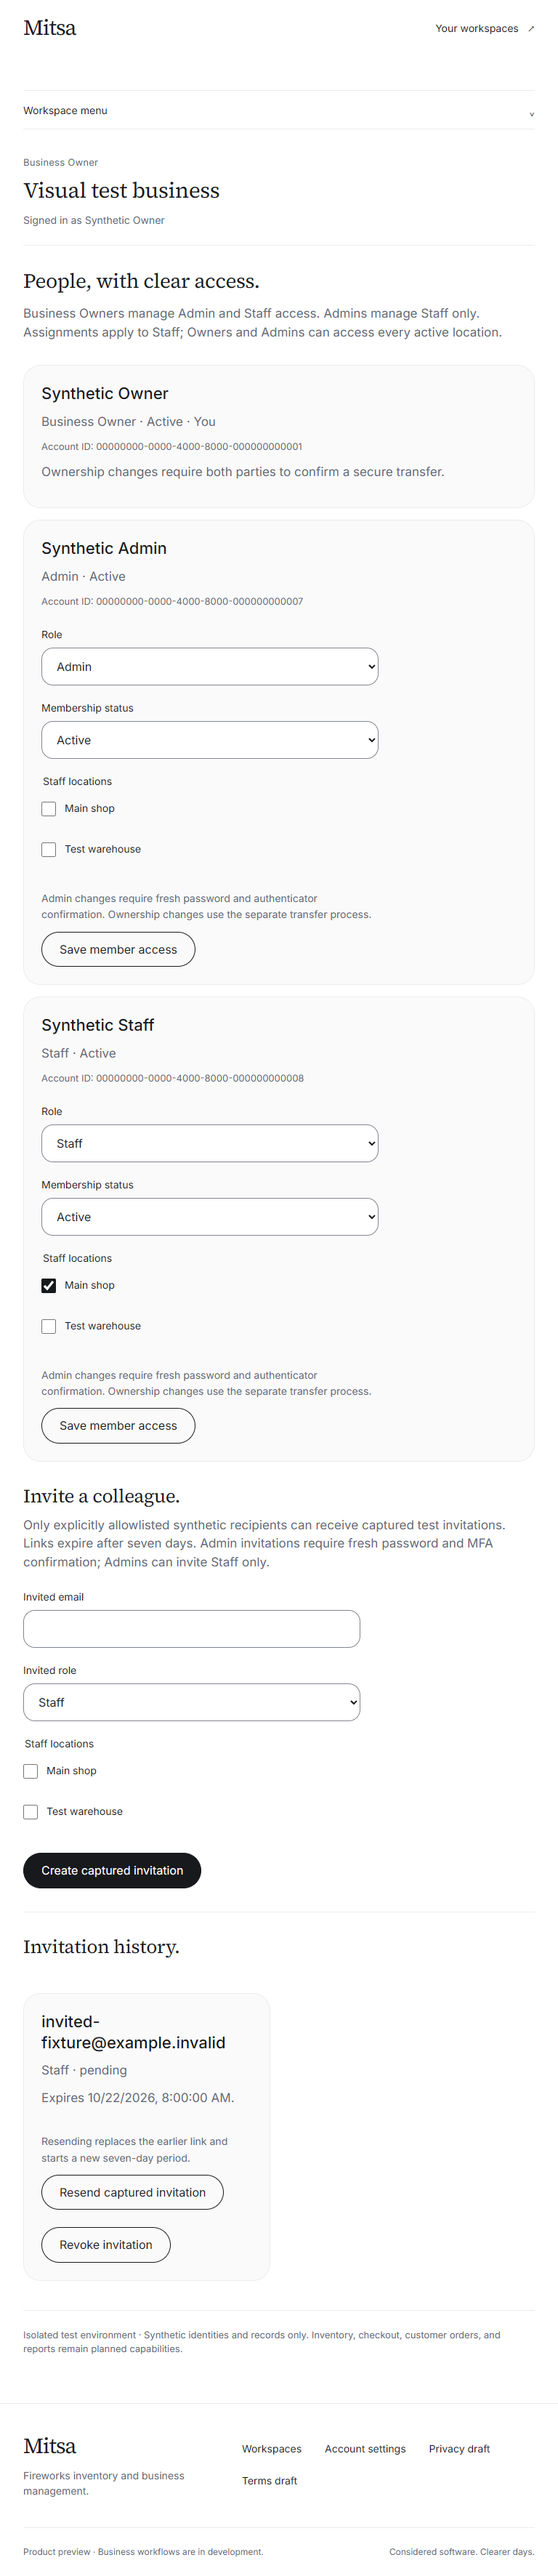 Mitsa
Your workspaces ↗
Workspace menu
Business Owner
Visual test business
Signed in as Synthetic Owner
People, with clear access.
Business Owners manage Admin and Staff access. Admins manage Staff only.
Assignments apply to Staff; Owners and Admins can access every active location.
Synthetic Owner
Business Owner · Active · You
Account ID: 00000000-0000-4000-8000-000000000001
Ownership changes require both parties to confirm a secure transfer.
Synthetic Admin
Admin · Active
Account ID: 00000000-0000-4000-8000-000000000007
Role
Admin
Membership status
Active
Staff locations
Main shop
Test warehouse
Admin changes require fresh password and authenticator
confirmation. Ownership changes use the separate transfer process.
Save member access
Synthetic Staff
Staff · Active
Account ID: 00000000-0000-4000-8000-000000000008
Role
Staff
Membership status
Active
Staff locations
Main shop
Test warehouse
Admin changes require fresh password and authenticator
confirmation. Ownership changes use the separate transfer process.
Save member access
Invite a colleague.
Only explicitly allowlisted synthetic recipients can receive captured test invitations.
Links expire after seven days. Admin invitations require fresh password and MFA
confirmation; Admins can invite Staff only.
Invited email
Invited role
Staff
Staff locations
Main shop
Test warehouse
Create captured invitation
Invitation history.
invited-
fixture@example.invalid
Staff · pending
Expires 10/22/2026, 8:00:00 AM.
Resending replaces the earlier link and
starts a new seven-day period.
Resend captured invitation
Revoke invitation
Isolated test environment · Synthetic identities and records only. Inventory, checkout, customer orders, and
reports remain planned capabilities.
Mitsa
Fireworks inventory and business
management.
Workspaces Account settings Privacy draft
Terms draft
Product preview · Business workflows are in development.
Considered software. Clearer days.